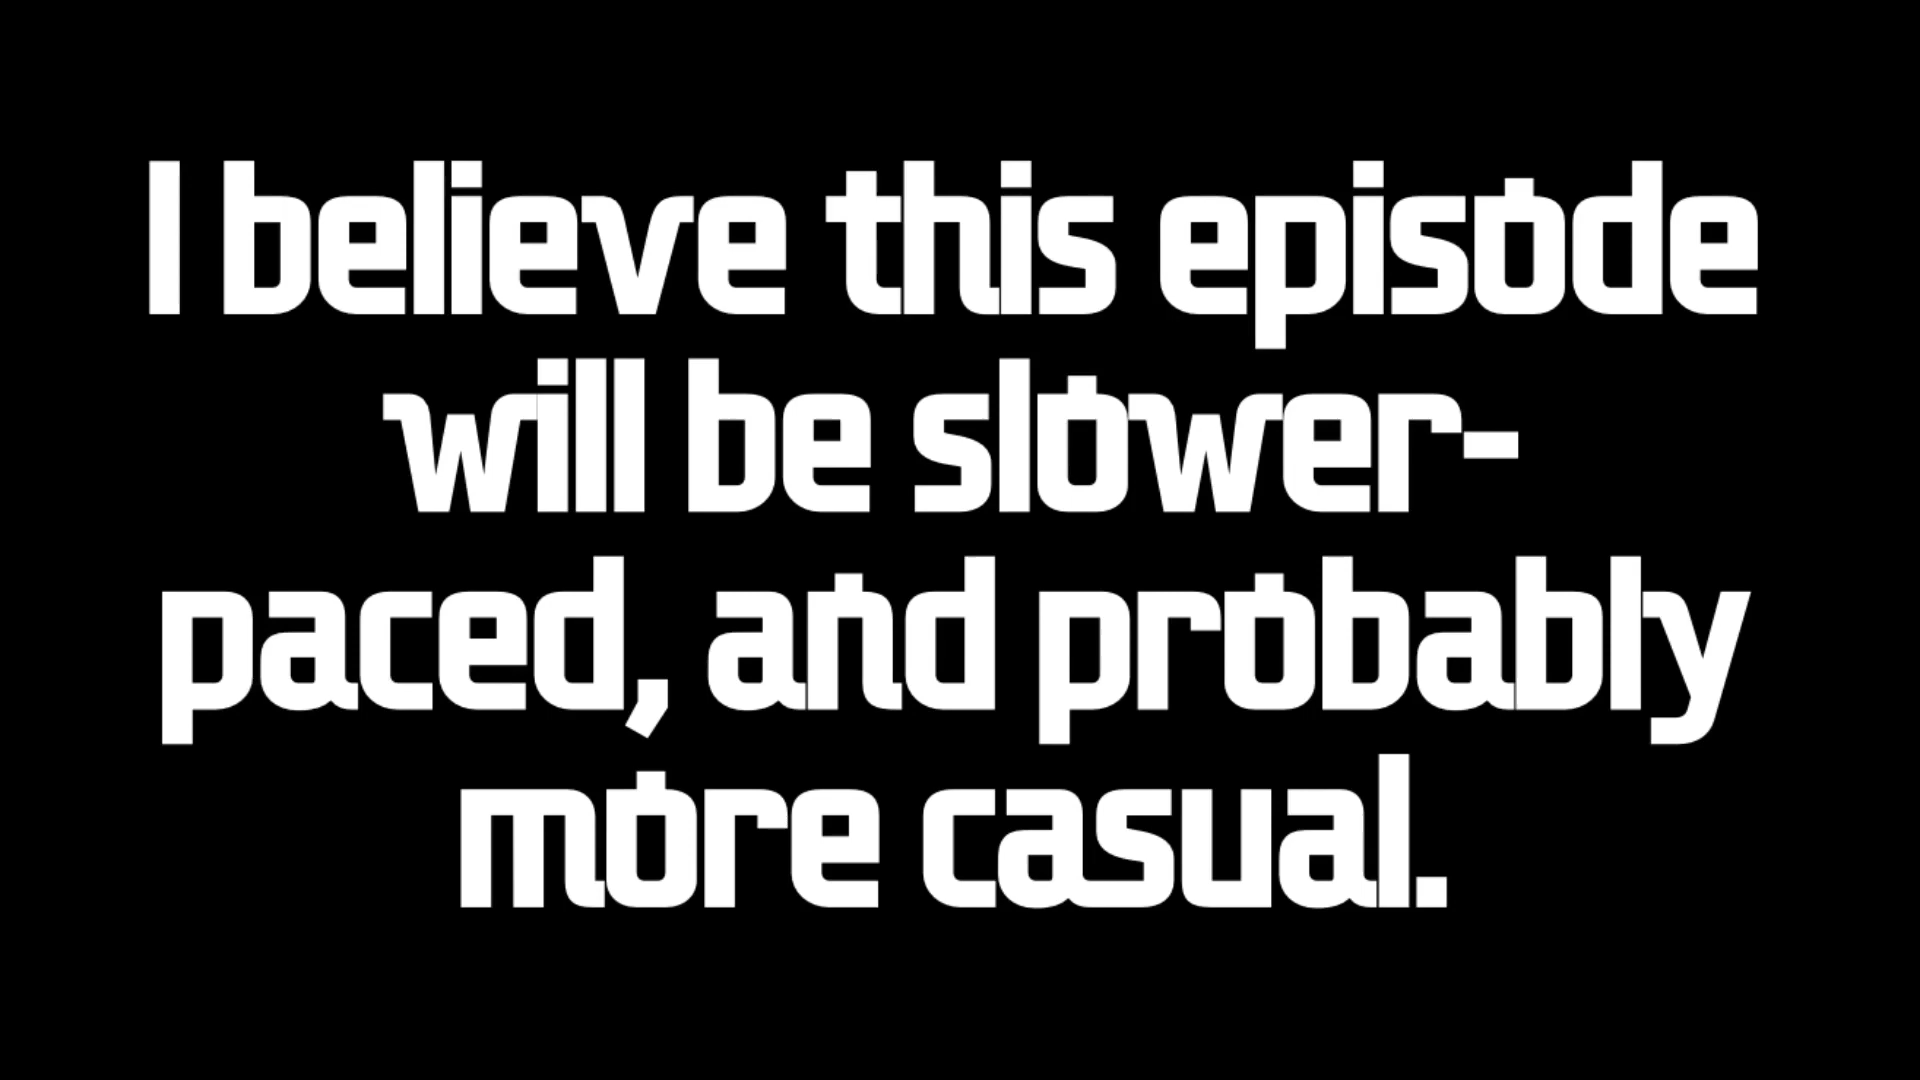 I believe this episode
will be slower-
paced, and probably
more casual.